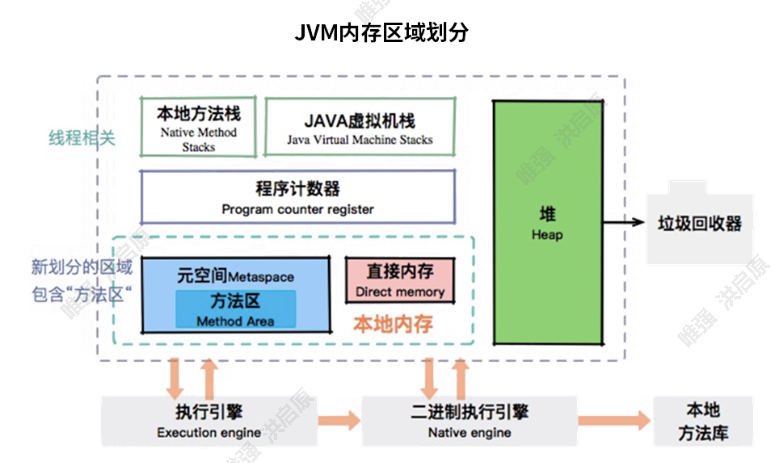 JVM内存区域划分
唯强
线程相关
本地方法栈
Native Method
Stacks
JAVA虚拟机栈
Java Virtual Machine Stacks
唯强 洪启原
程序计数器
Program counter register
堆
Heap
垃圾回收器
新划分的区域
包含“方法区“
唯强 洪启原
元空间Metaspace
方法区
Method Area
直接内存
Direct memory
本地内存
唯强 洪启原
执行引擎
Execution engine
二进制执行引擎
Native engine
本地
方法库
唯强 洪启原